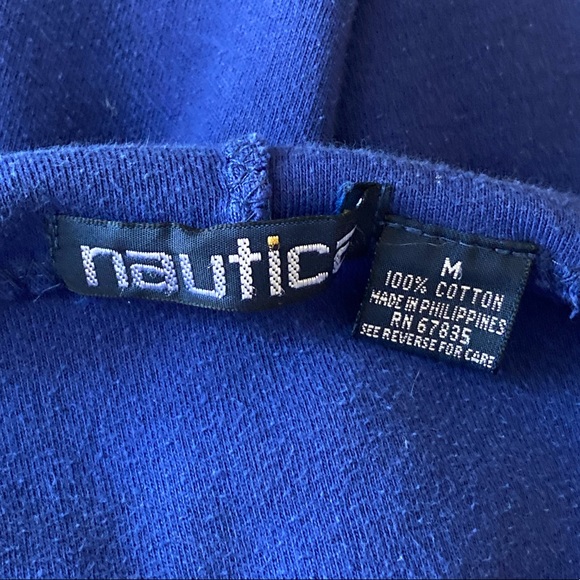 nautica
M
100% COTTON
MADE IN PHILIPPINES
RN 67835
SEE REVERSE FOR CARE